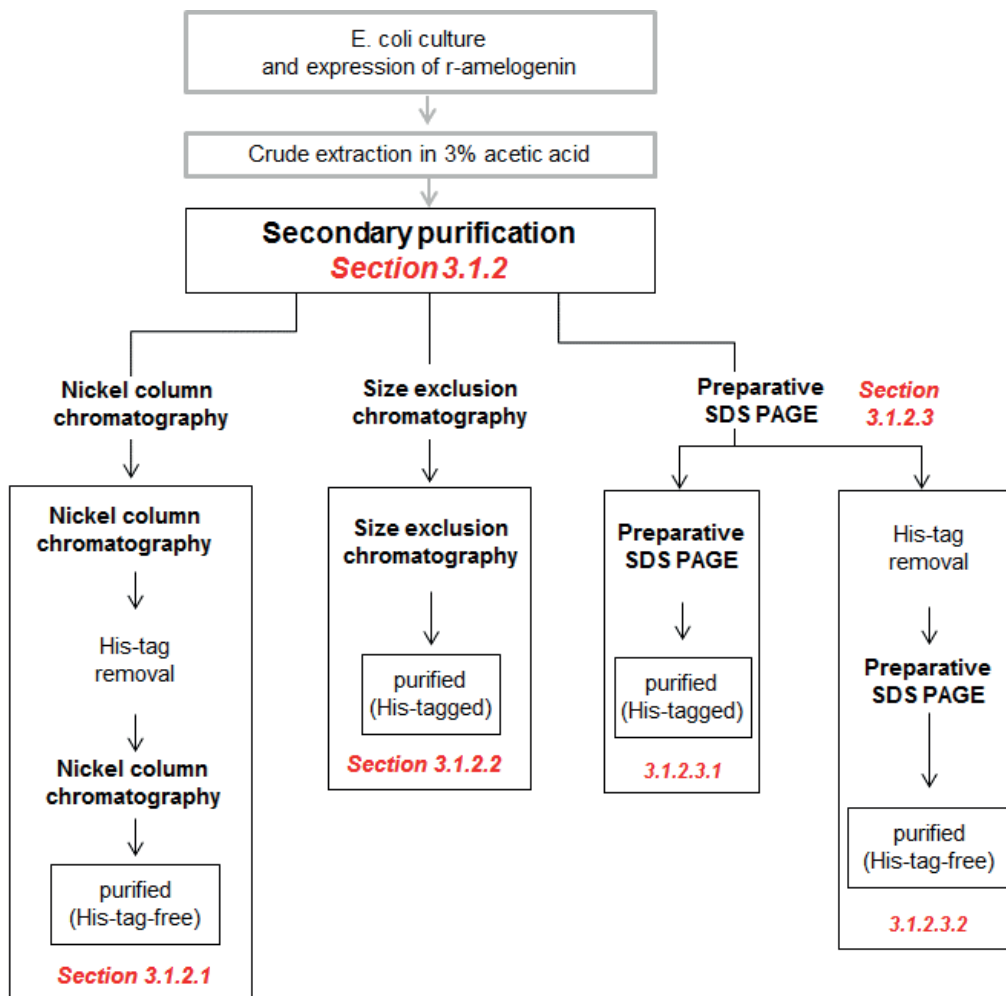 E. coli culture
and expression of r-amelogenin
Crude extraction in 3% acetic acid
Secondary purification
Section 3.1.2
Nickel column
chromatography
Size exclusion
chromatography
Preparative
SDS PAGE
Section
3.1.2.3
Nickel column
chromatography
His-tag
removal
Nickel column
chromatography
purified
(His-tag-free)
Section 3.1.2.1
Size exclusion
chromatography
purified
(His-tagged)
Section 3.1.2.2
Preparative
SDS PAGE
purified
(His-tagged)
3.1.2.3.1
His-tag
removal
Preparative
SDS PAGE
purified
(His-tag-free)
3.1.2.3.2